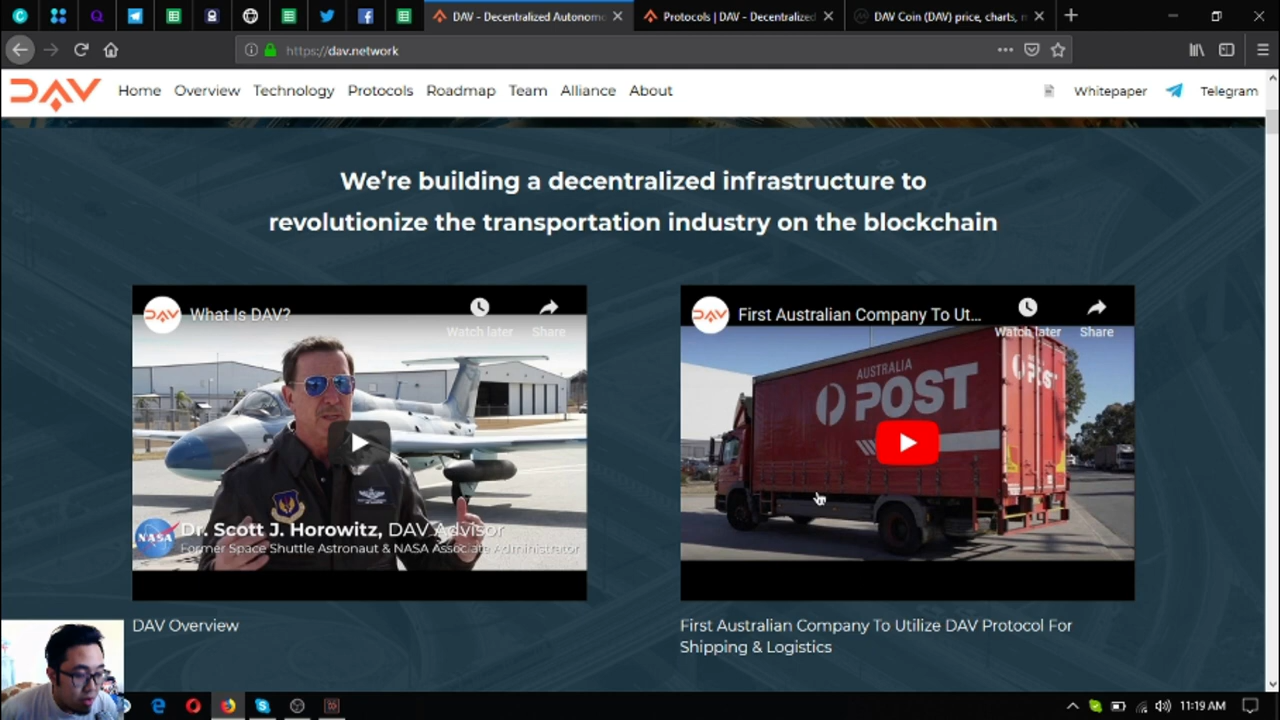 DAV - Decentralized Autonomo
Protocols | DAV - Decentralized
DAV Coin (DAV) price, charts, m
https://dav.network
DAV
Home
Overview
Technology
Protocols
Roadmap
Team
Alliance
About
Whitepaper
Telegram
We're building a decentralized infrastructure to
revolutionize the transportation industry on the blockchain
DAV
What Is DAV?
Watch later
Share
NASA
Dr. Scott J. Horowitz, DAV Advisor
Former Space Shuttle Astronaut & NASA Associate Administrator
DAV Overview
DAV
First Australian Company To Ut...
Watch later
Share
AUSTRALIA
POST
POST
First Australian Company To Utilize DAV Protocol For
Shipping & Logistics
11:19 AM